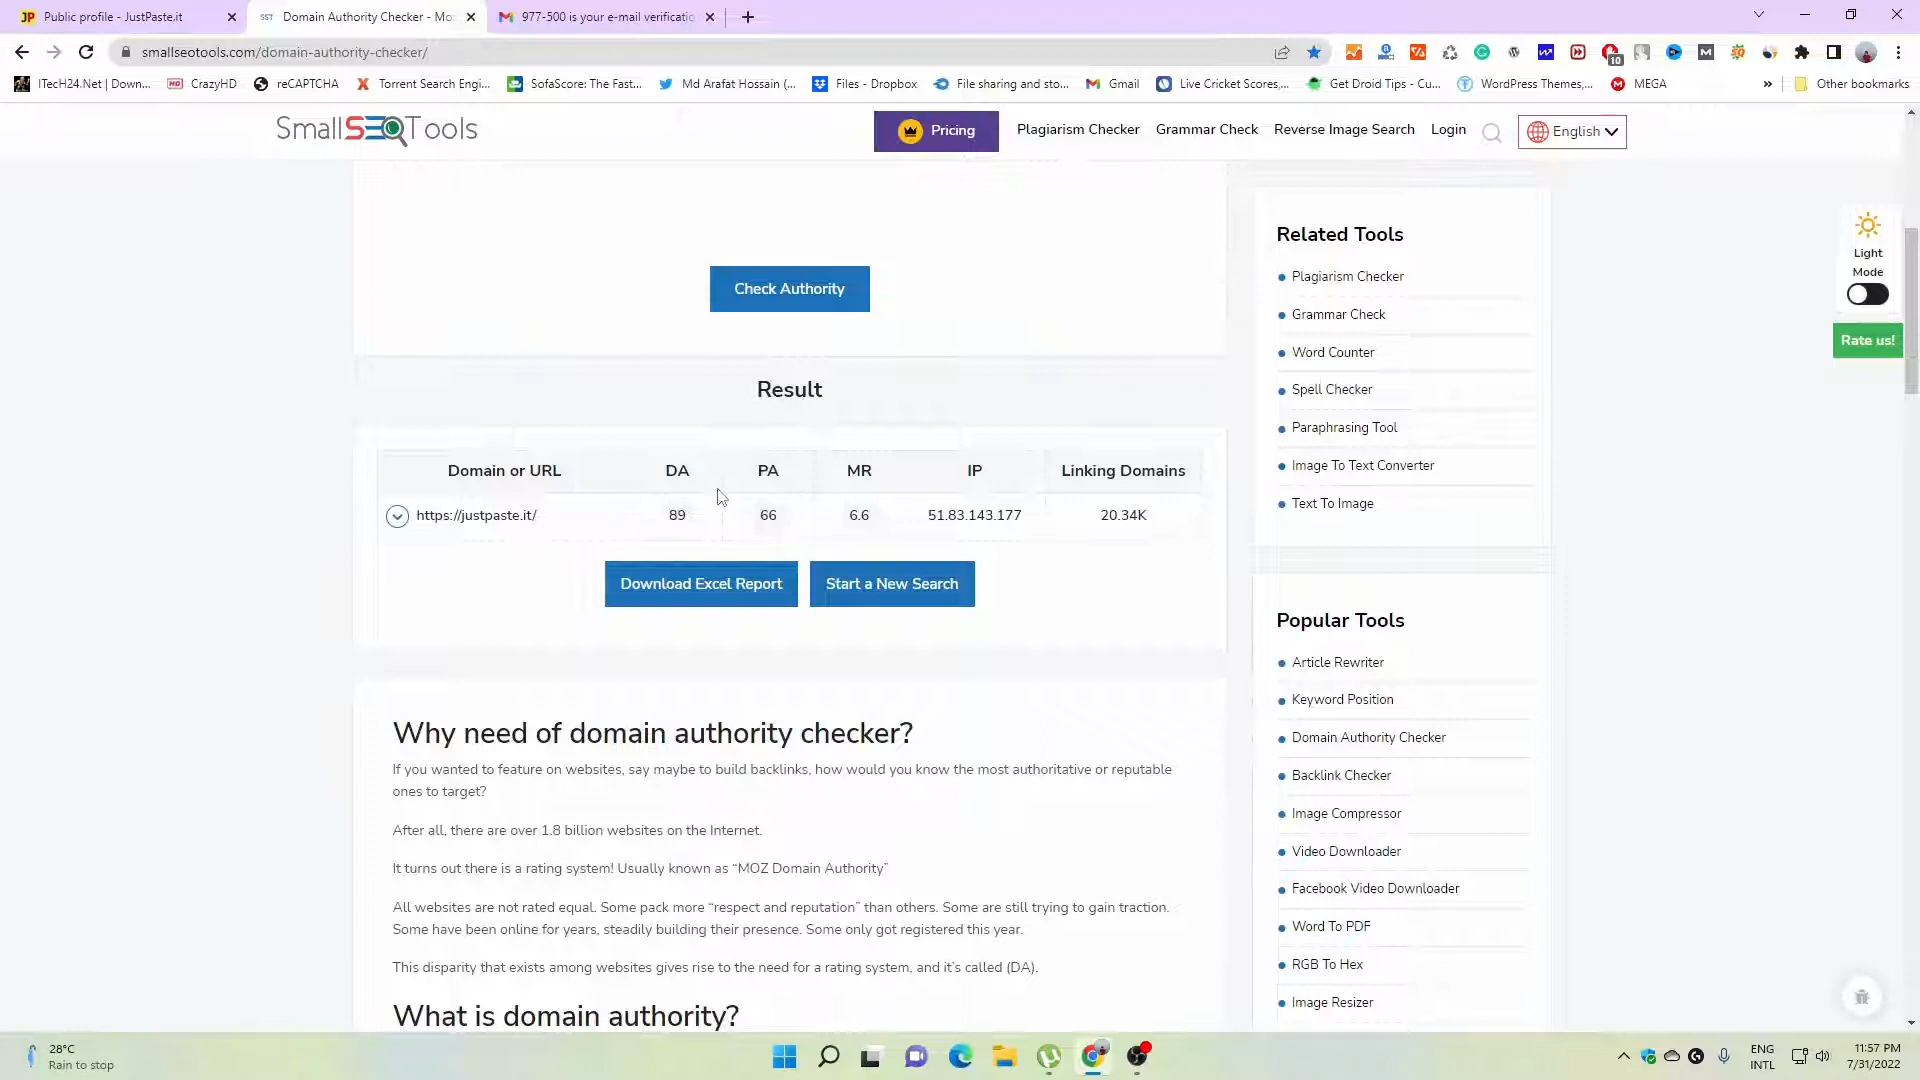 Public profile - JustPaste.it
SST
Domain Authority Checker - Mo
977-500 is your e-mail verificatio
smallseotools.com/domain-authority-checker/
10
ITech24.Net | Down...
CrazyHD
reCAPTCHA
Torrent Search Engi...
SofaScore: The Fast...
Md Arafat Hossain (...
Files - Dropbox
File sharing and sto...
Gmail
Live Cricket Scores,...
Get Droid Tips - Cu...
WordPress Themes,...
MEGA
»
Other bookmarks
SmallSEOTools
Pricing
Plagiarism Checker
Grammar Check
Reverse Image Search
Login
English
Check Authority
Result
Domain or URL DA PA MR IP Linking Domains
https://justpaste.it/ 89 66 6.6 51.83.143.177 20.34K
Download Excel Report
Start a New Search
Why need of domain authority checker?
If you wanted to feature on websites, say maybe to build backlinks, how would you know the most authoritative or reputable
ones to target?
After all, there are over 1.8 billion websites on the Internet.
It turns out there is a rating system! Usually known as “MOZ Domain Authority”
All websites are not rated equal. Some pack more “respect and reputation” than others. Some are still trying to gain traction.
Some have been online for years, steadily building their presence. Some only got registered this year.
This disparity that exists among websites gives rise to the need for a rating system, and it’s called (DA).
What is domain authority?
Related Tools
Plagiarism Checker
Grammar Check
Word Counter
Spell Checker
Paraphrasing Tool
Image To Text Converter
Text To Image
Popular Tools
Article Rewriter
Keyword Position
Domain Authority Checker
Backlink Checker
Image Compressor
Video Downloader
Facebook Video Downloader
Word To PDF
RGB To Hex
Image Resizer
Light
Mode
Rate us!
28°C
Rain to stop
ENG
INTL
11:57 PM
7/31/2022